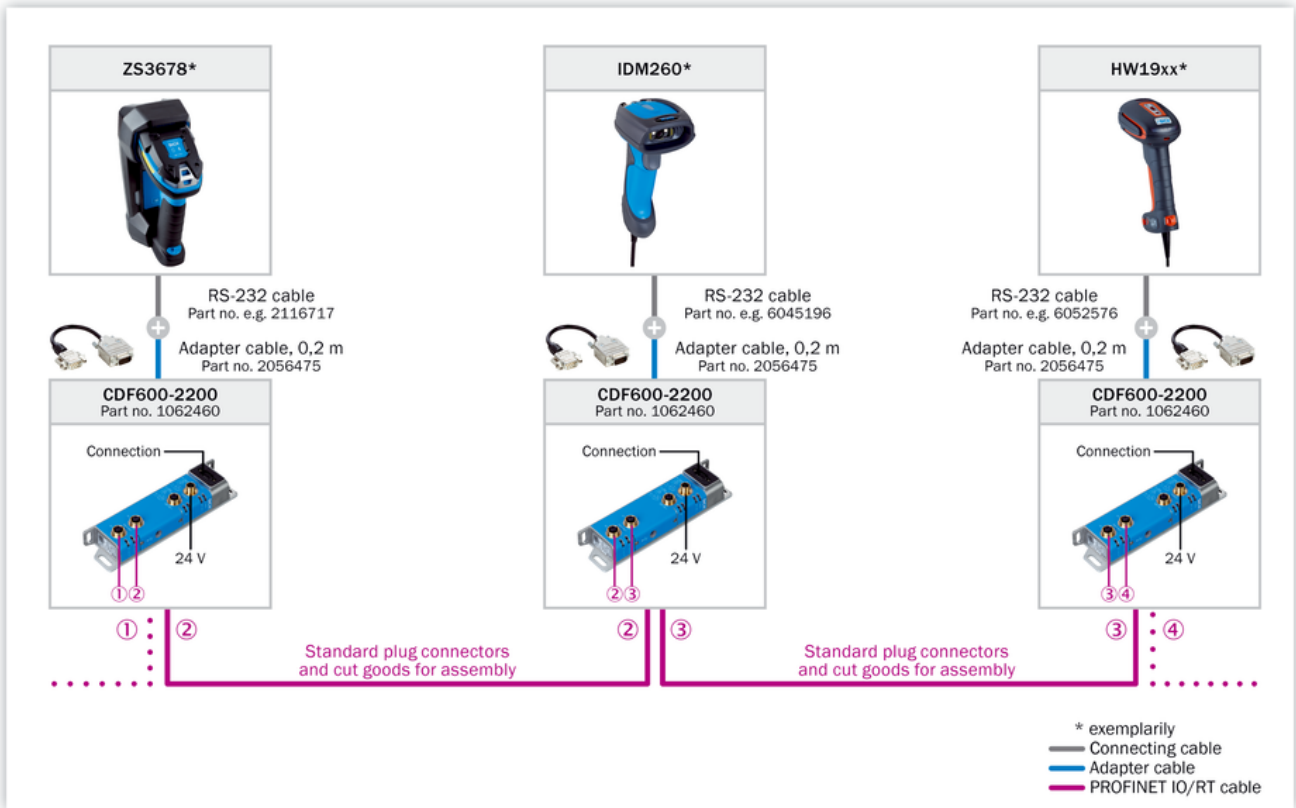 ZS3678*
IDM260*
HW19xx*
RS-232 cable
Part no. e.g. 2116717
Adapter cable, 0,2 m
Part no. 2056475
RS-232 cable
Part no. e.g. 6045196
Adapter cable, 0,2 m
Part no. 2056475
RS-232 cable
Part no. e.g. 6052576
Adapter cable, 0,2 m
Part no. 2056475
CDF600-2200
Part no. 1062460
Connection
24 V
①②
CDF600-2200
Part no. 1062460
Connection
24 V
②③
CDF600-2200
Part no. 1062460
Connection
24 V
③④
① ②
② ③
③ ④
Standard plug connectors
and cut goods for assembly
Standard plug connectors
and cut goods for assembly
* exemplarily
Connecting cable
Adapter cable
PROFINET IO/RT cable